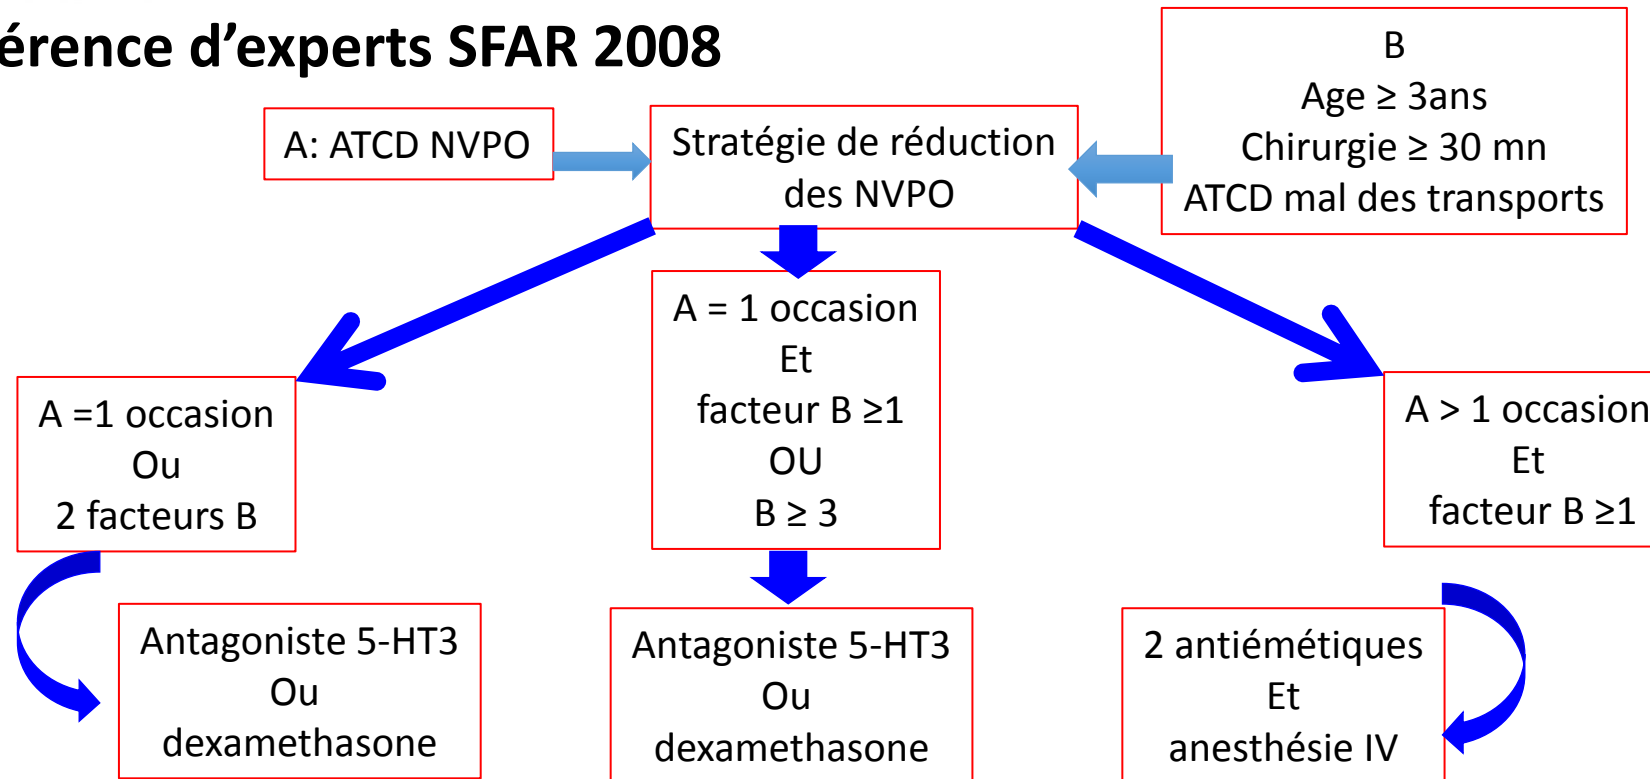 érence d’experts SFAR 2008
B
Age ≥ 3ans
Chirurgie ≥ 30 mn
ATCD mal des transports
A: ATCD NVPO
Stratégie de réduction
des NVPO
A =1 occasion
Ou
2 facteurs B
A = 1 occasion
Et
facteur B ≥1
OU
B ≥ 3
A > 1 occasion
Et
facteur B ≥1
Antagoniste 5-HT3
Ou
dexamethasone
Antagoniste 5-HT3
Ou
dexamethasone
2 antiémétiques
Et
anesthésie IV